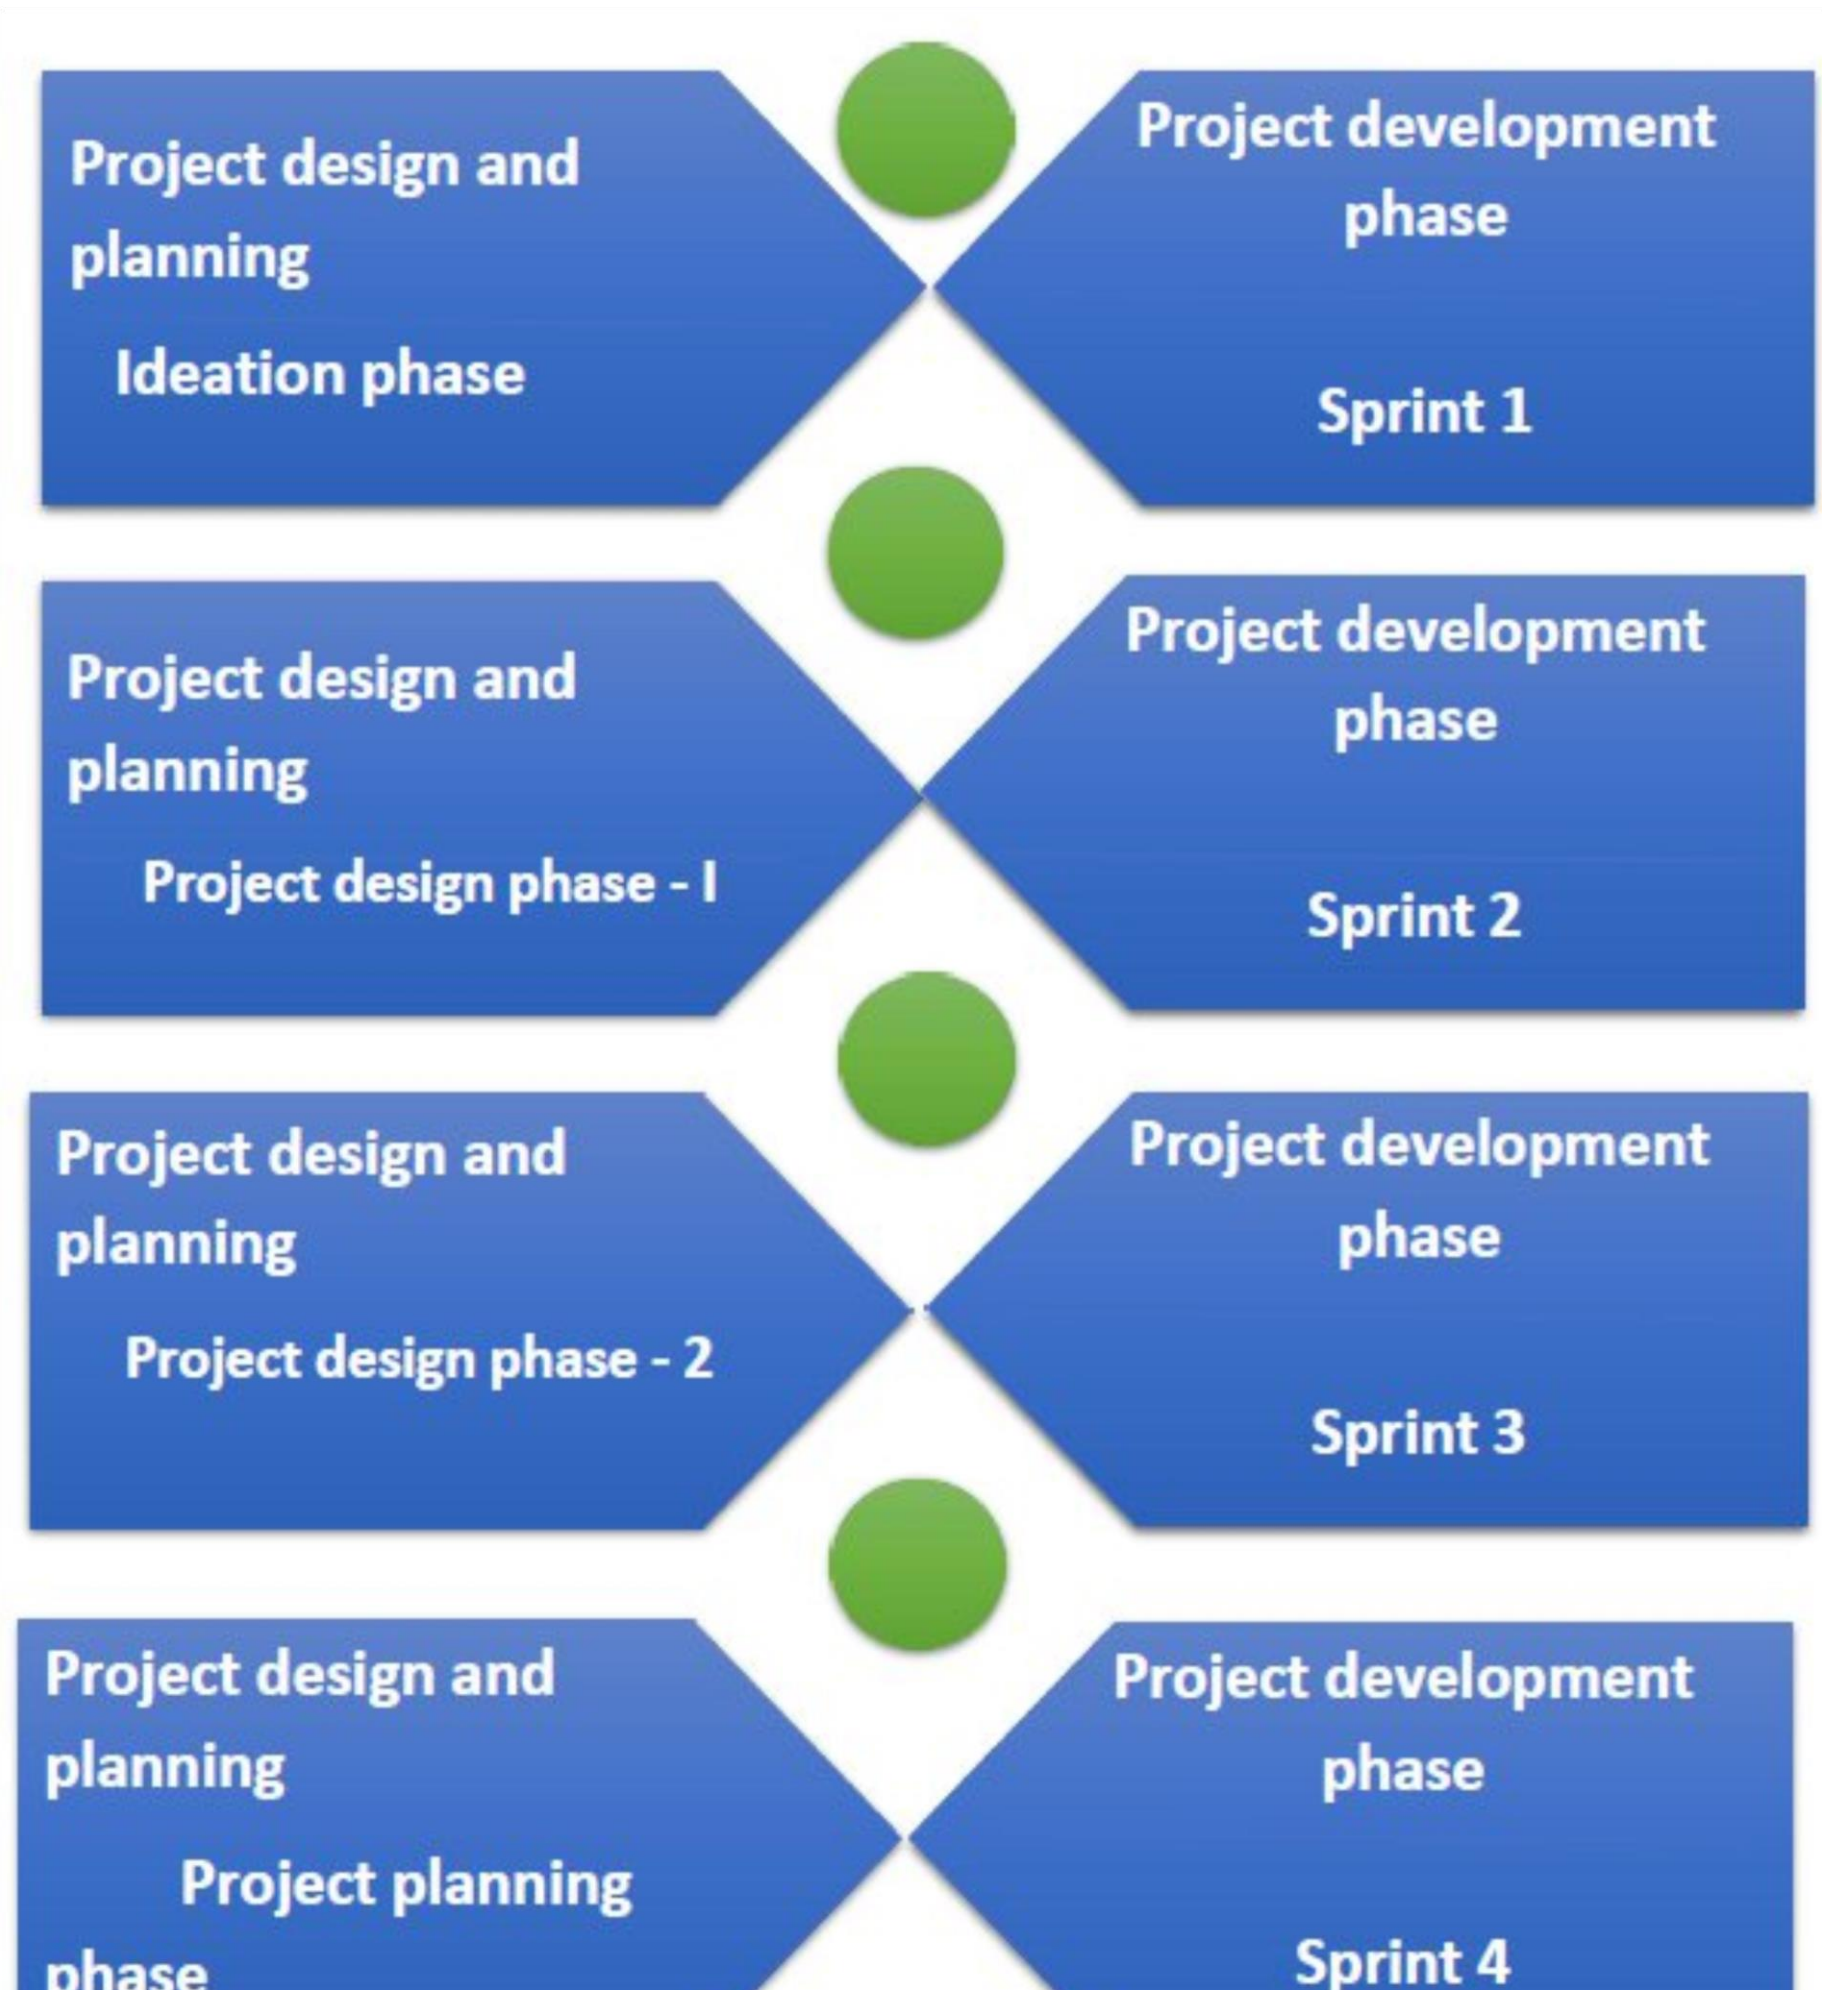 Project design and
planning
Ideation phase
Project development
phase
Sprint 1
Project design and
planning
Project design phase - I
Project development
phase
Sprint 2
Project design and
planning
Project design phase - 2
Project development
phase
Sprint 3
Project design and
planning
Project planning
phase
Project development
phase
Sprint 4